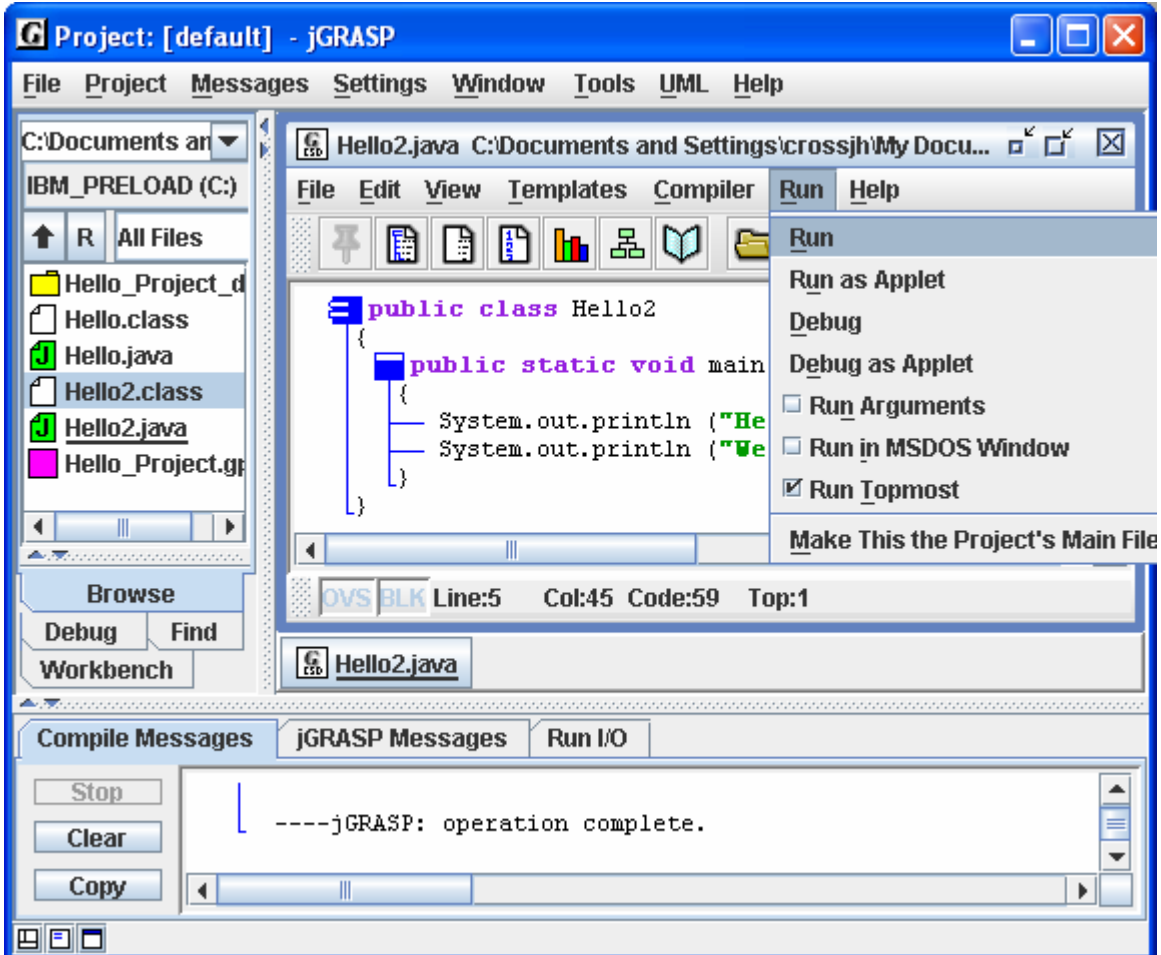 Project: [default] - jGRASP
File Project Messages Settings Window Tools UML Help
C:\Documents an
IBM_PRELOAD (C:)
R All Files
Hello_Project_d
Hello.class
Hello.java
Hello2.class
Hello2.java
Hello_Project.gp
Browse
Debug Find
Workbench
Hello2.java C:\Documents and Settings\crossjh\My Docu...
File Edit View Templates Compiler Run Help
public class Hello2
{
public static void main
{
System.out.println ("He
System.out.println ("We
}
}
Run
Run as Applet
Debug
Debug as Applet
Run Arguments
Run in MSDOS Window
Run Topmost
Make This the Project's Main File
OVS BLK Line:5 Col:45 Code:59 Top:1
Hello2.java
Compile Messages jGRASP Messages Run I/O
Stop
Clear
Copy
----jGRASP: operation complete.